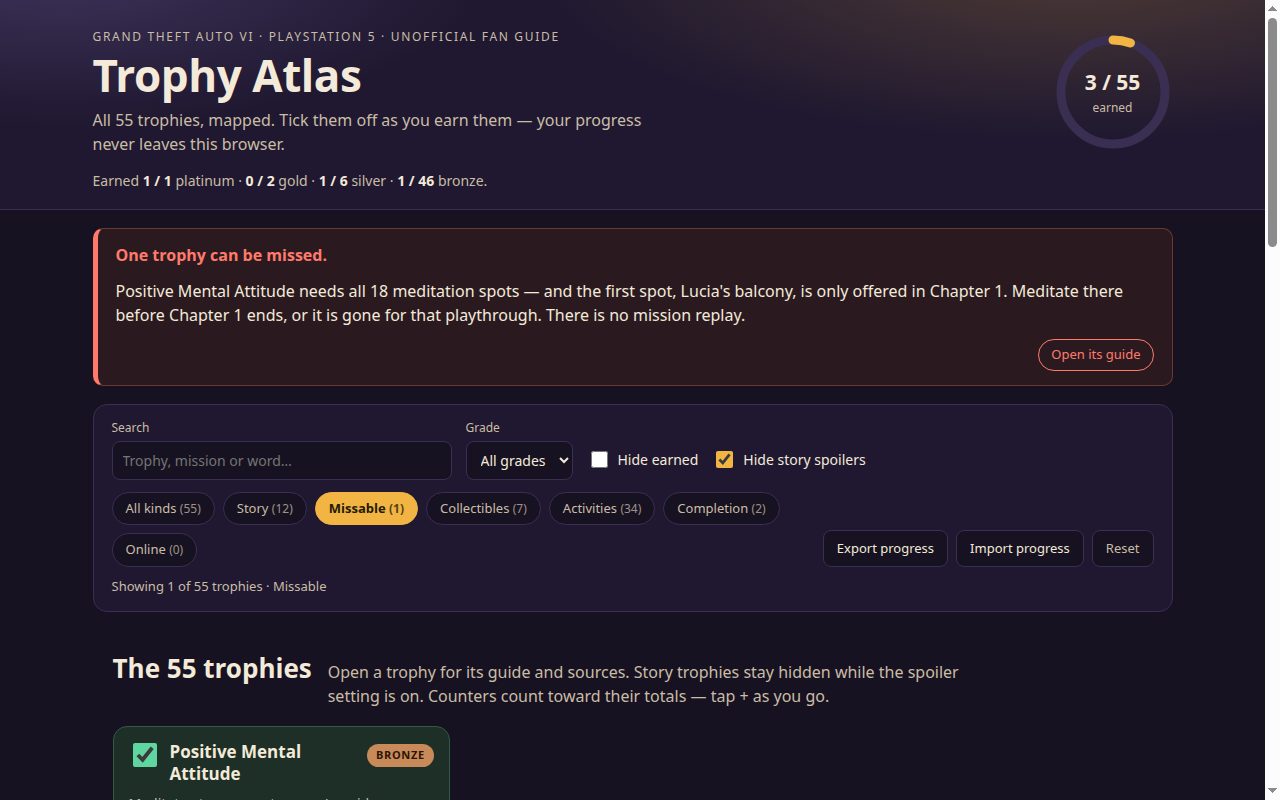 GRAND THEFT AUTO VI · PLAYSTATION 5 · UNOFFICIAL FAN GUIDE
Trophy Atlas
All 55 trophies, mapped. Tick them off as you earn them — your progress
never leaves this browser.
Earned 1 / 1 platinum · 0 / 2 gold · 1 / 6 silver · 1 / 46 bronze.
3 / 55
earned
One trophy can be missed.
Positive Mental Attitude needs all 18 meditation spots — and the first spot, Lucia's balcony, is only offered in Chapter 1. Meditate there
before Chapter 1 ends, or it is gone for that playthrough. There is no mission replay.
Open its guide
Search
Grade
Trophy, mission or word...
All grades
Hide earned
Hide story spoilers
All kinds (55)
Story (12)
Missable (1)
Collectibles (7)
Activities (34)
Completion (2)
Online (0)
Export progress
Import progress
Reset
Showing 1 of 55 trophies · Missable
The 55 trophies
Open a trophy for its guide and sources. Story trophies stay hidden while the spoiler
setting is on. Counters count toward their totals — tap + as you go.
Positive Mental
Attitude
BRONZE